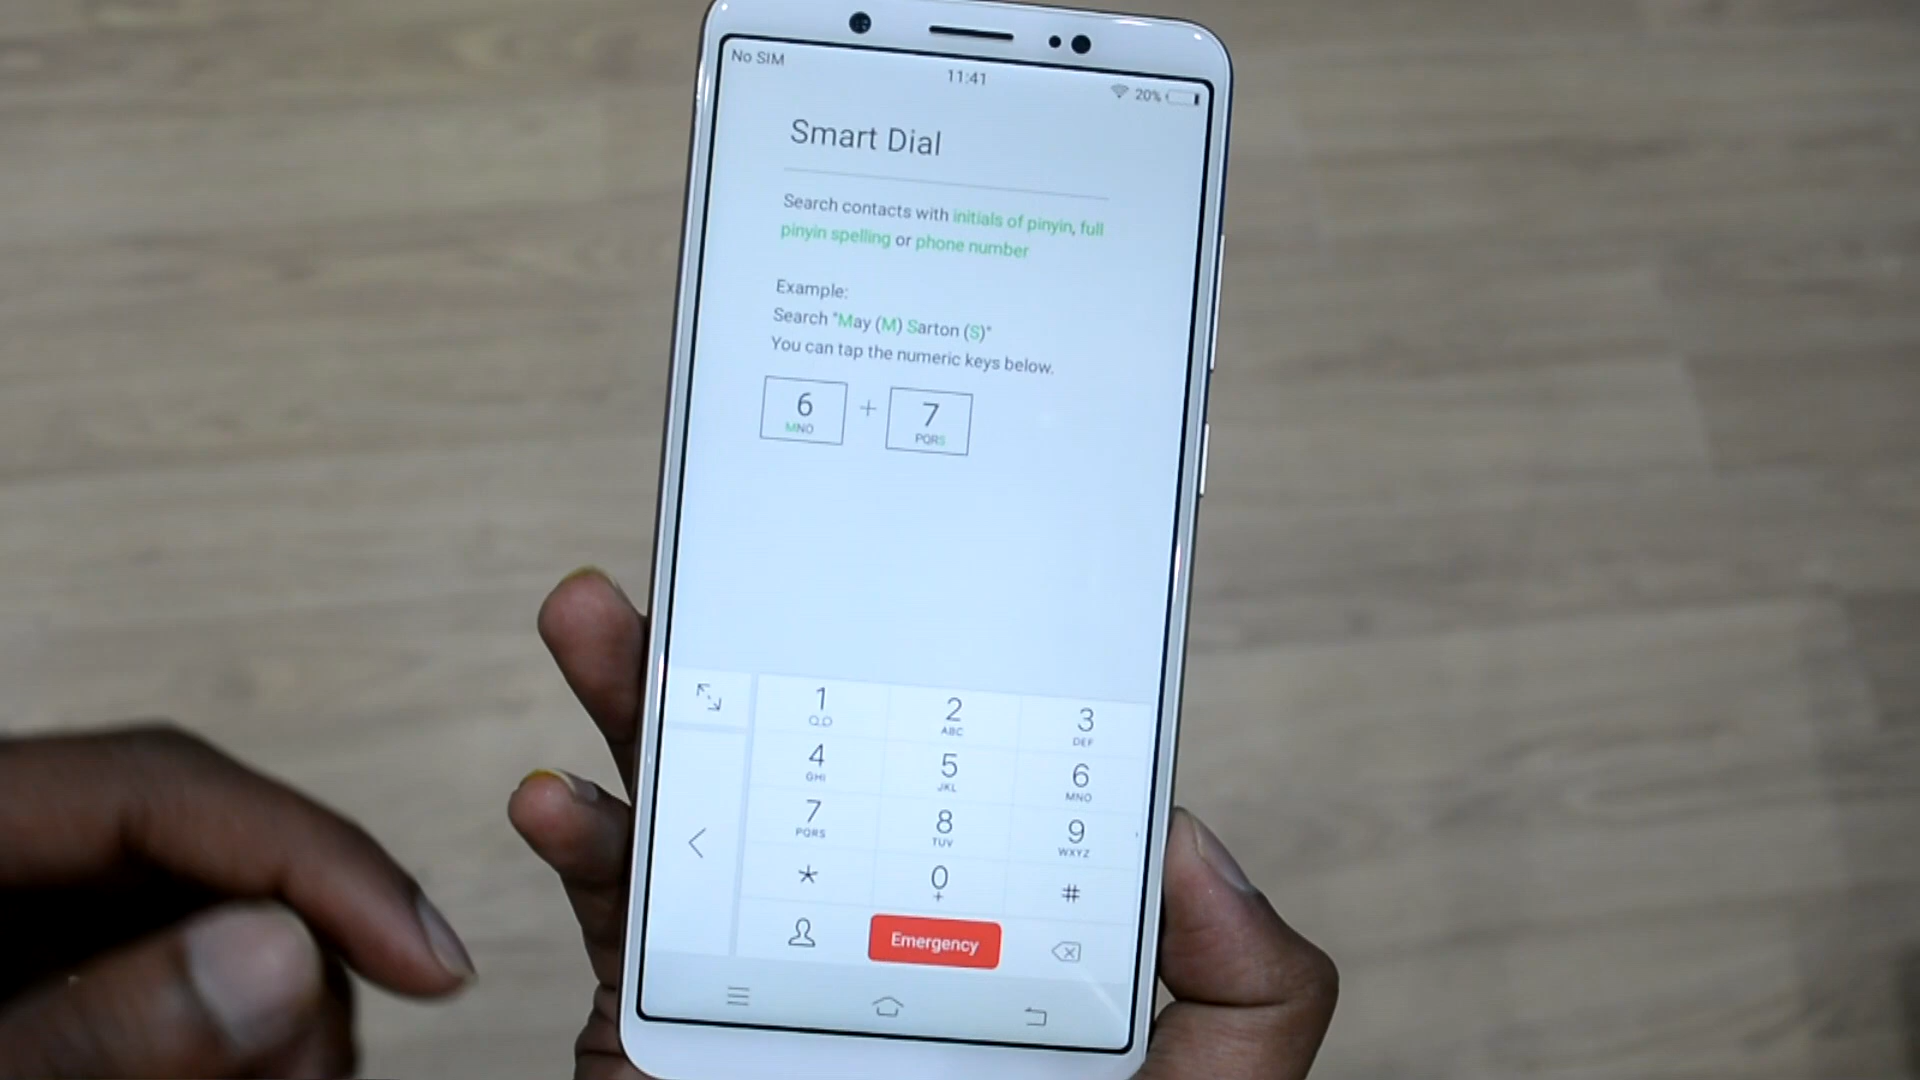 No SIM
11:41
20%
Smart Dial
Search contacts with initials of pinyin, full
pinyin spelling or phone number
Example:
Search "May (M) Sarton (S)"
You can tap the numeric keys below.
6 + 7
MNO PQRS
1 2 3
ABC DEF
4 5 6
GHI JKL MNO
7 8 9
PQRS TUV WXYZ
* 0 #
+
Emergency